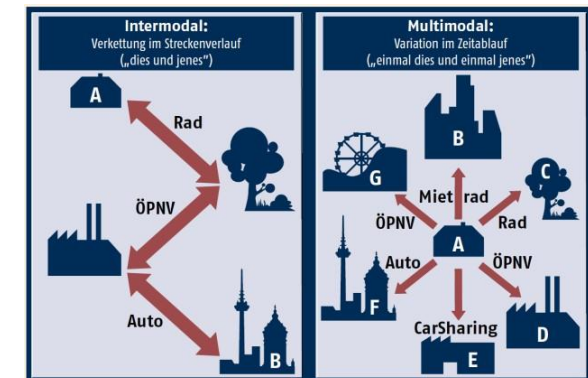 Intermodal:
Verkettung im Streckenverlauf
(„dies und jenes“)
A
Rad
ÖPNV
Auto
B
Multimodal:
Variation im Zeitablauf
(„einmal dies und einmal jenes“)
B
G
C
Mietrad
ÖPNV
A
Rad
Auto
ÖPNV
F
CarSharing
D
E